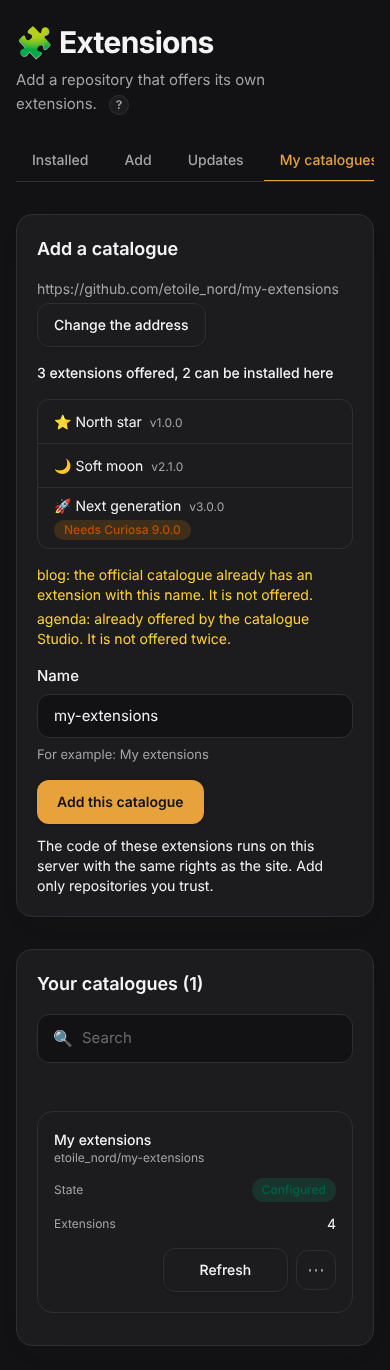 Extensions
Add a repository that offers its own
extensions. ?
Installed Add Updates My catalogues
Add a catalogue
https://github.com/etoile_nord/my-extensions
Change the address
3 extensions offered, 2 can be installed here
North star v1.0.0
Soft moon v2.1.0
Next generation v3.0.0
Needs Curiosa 9.0.0
blog: the official catalogue already has an
extension with this name. It is not offered.
agenda: already offered by the catalogue
Studio. It is not offered twice.
Name
my-extensions
For example: My extensions
Add this catalogue
The code of these extensions runs on this
server with the same rights as the site. Add
only repositories you trust.
Your catalogues (1)
Search
My extensions
etoile_nord/my-extensions
State Configured
Extensions 4
Refresh ...